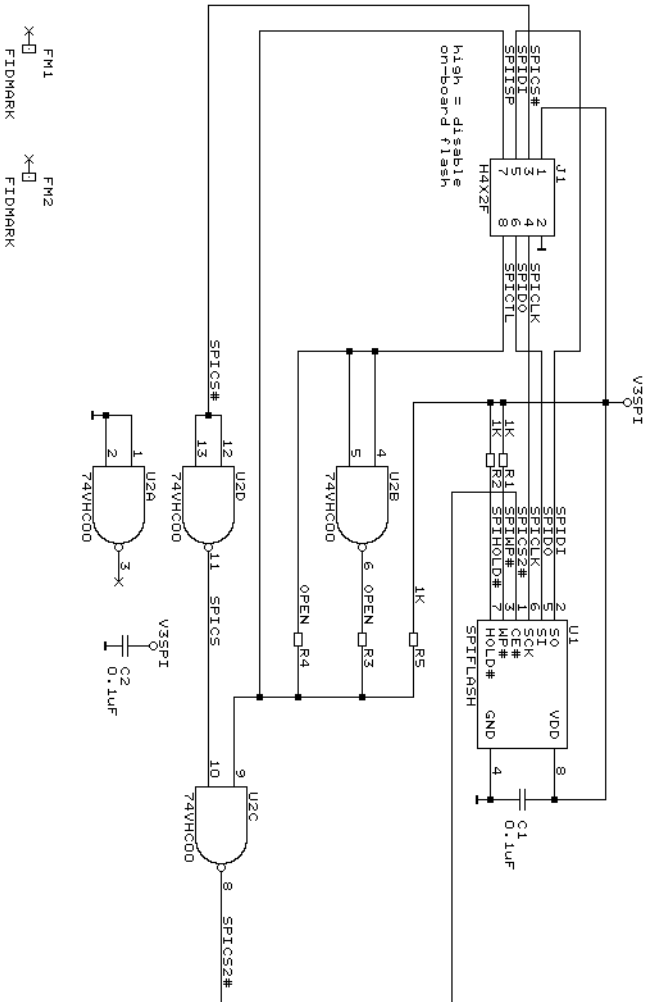 FM1
FIDMARK
FM2
FIDMARK
high = disable
on-board flash
SPICS#
SPIDI
SPIISP
J1
1
3
5
7
2
4
6
8
H4X2F
SPICLK
SPIDO
SPICTL
V3SPI
1K
R1
1K
R2
SPIDI
SPIDO
SPICLK
SPICS2#
SPIWP#
SPIHOLD#
2
5
6
1
3
7
U1
SO
SI
SCK
CE#
WP#
HOLD#
VDD
GND
SPIFLASH
8
4
C1
0.1uF
SPICS#
1
2
U2A
74VHC00
3
12
13
U2D
74VHC00
11
SPICS
4
5
U2B
74VHC00
6
OPEN
R3
OPEN
R4
1K
R5
V3SPI
C2
0.1uF
9
10
U2C
74VHC00
8
SPICS2#